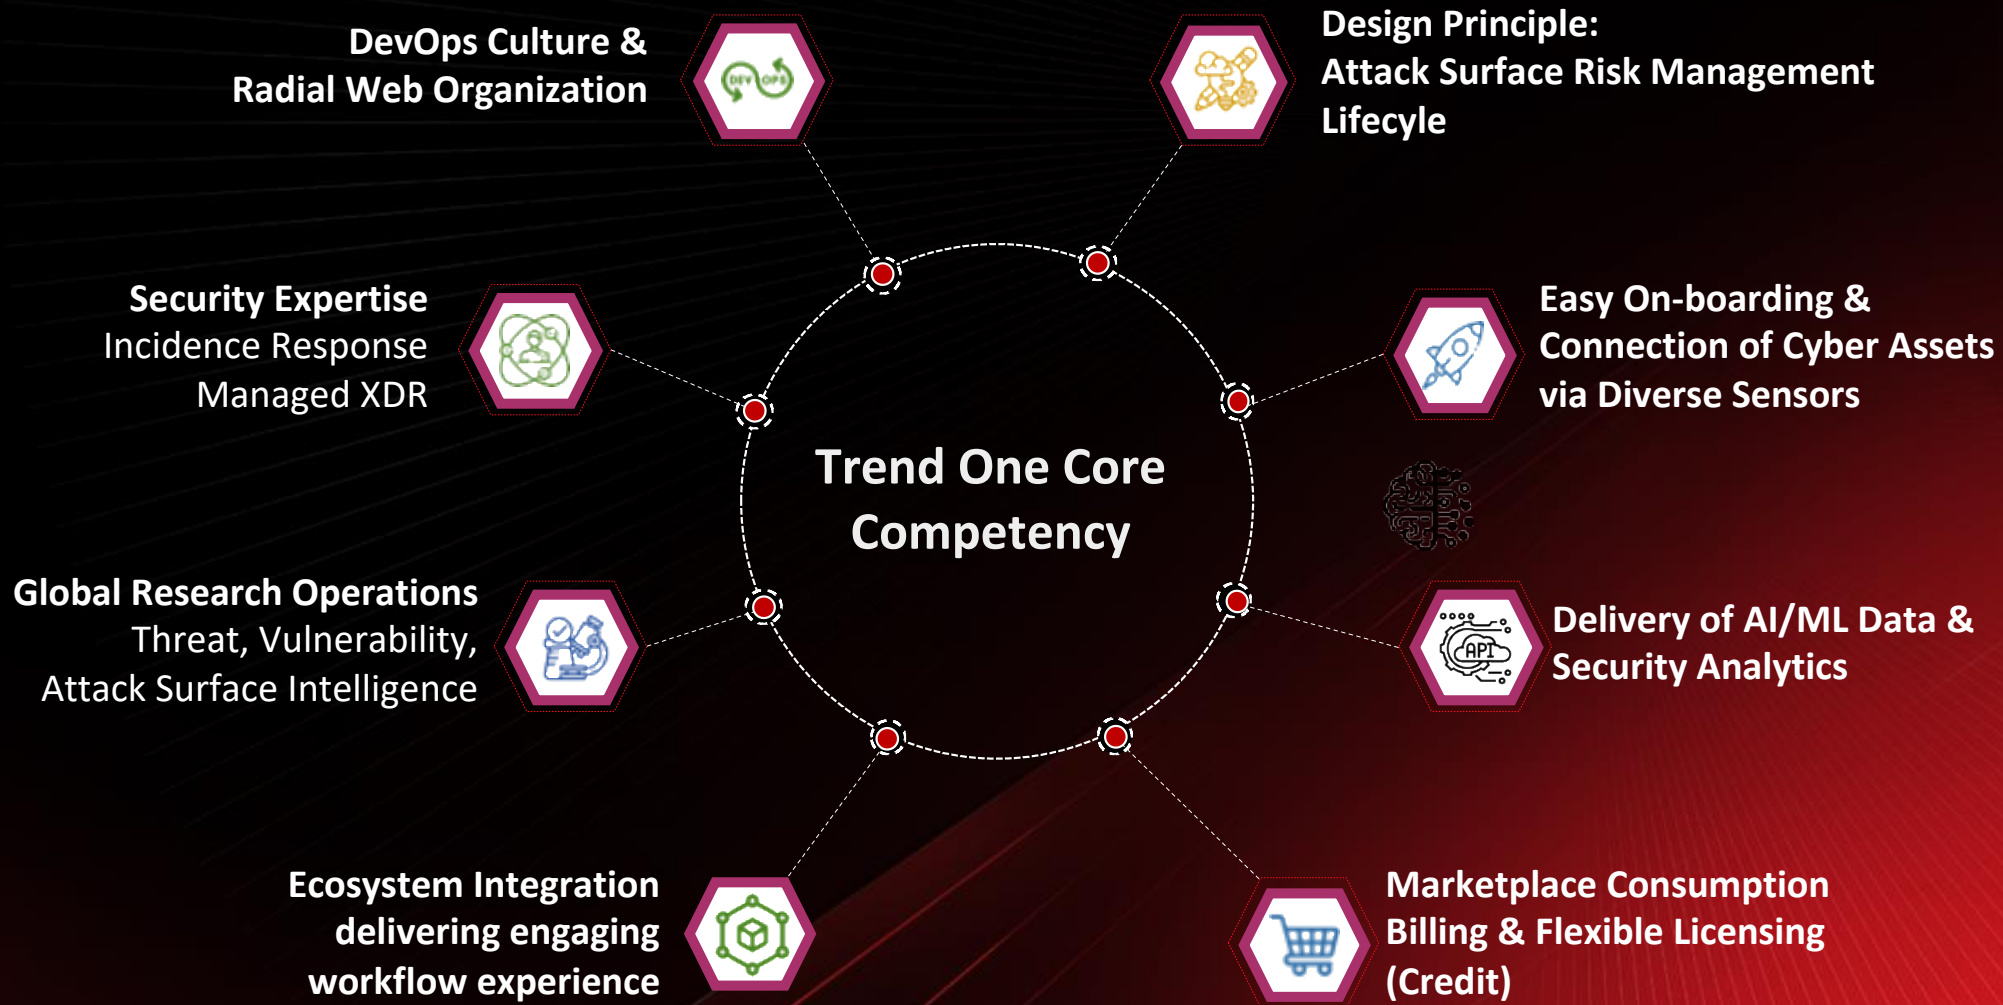 DevOps Culture &
Radial Web Organization
DEV OPS
Design Principle:
Attack Surface Risk Management
Lifecyle
Security Expertise
Incidence Response
Managed XDR
Easy On-boarding &
Connection of Cyber Assets
via Diverse Sensors
Trend One Core
Competency
Global Research Operations
Threat, Vulnerability,
Attack Surface Intelligence
API
Delivery of AI/ML Data &
Security Analytics
Ecosystem Integration
delivering engaging
workflow experience
Marketplace Consumption
Billing & Flexible Licensing
(Credit)